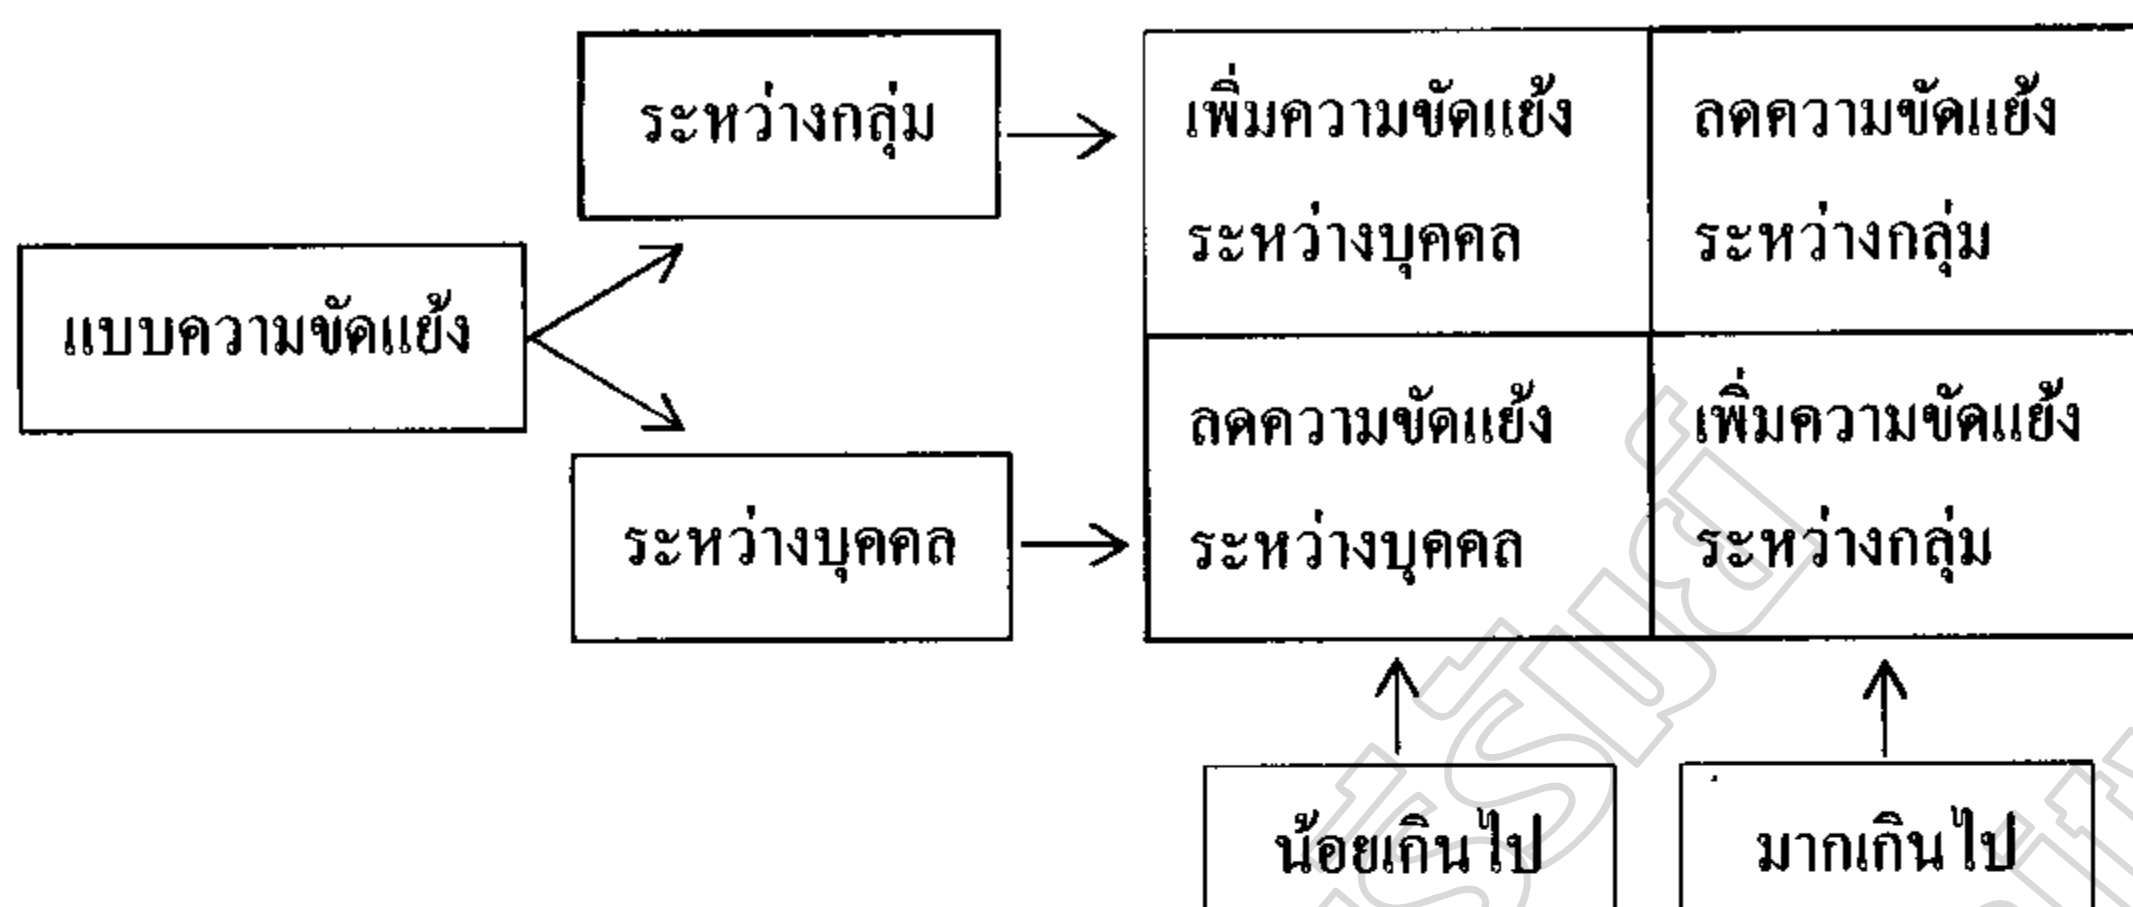 ระหว่างกลุ่ม
เพิ่มความขัดแย้ง
ระหว่างบุคคล
ลดความขัดแย้ง
ระหว่างกลุ่ม
แบบความขัดแย้ง
ระหว่างบุคคล
ลดความขัดแย้ง
ระหว่างบุคคล
เพิ่มความขัดแย้ง
ระหว่างกลุ่ม
น้อยเกินไป
มากเกินไป